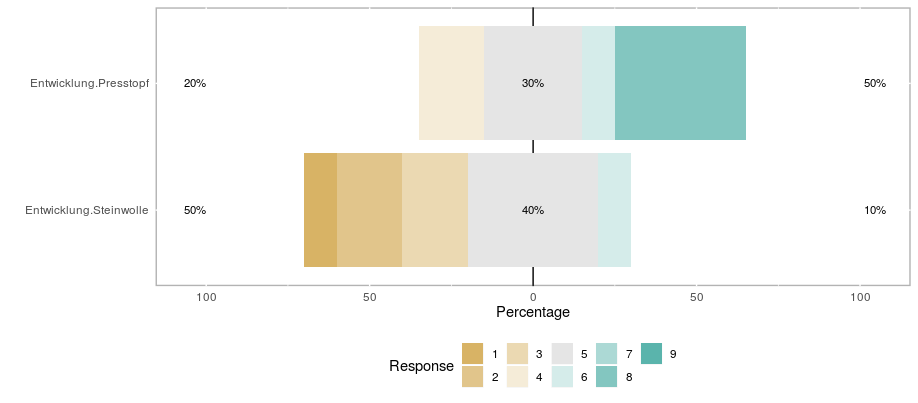 Entwicklung.Presstopf 20% 30% 50%
Entwicklung.Steinwolle 50% 40% 10%
100 50 0 50 100
Percentage
Response
1 3 5 7 9
2 4 6 8